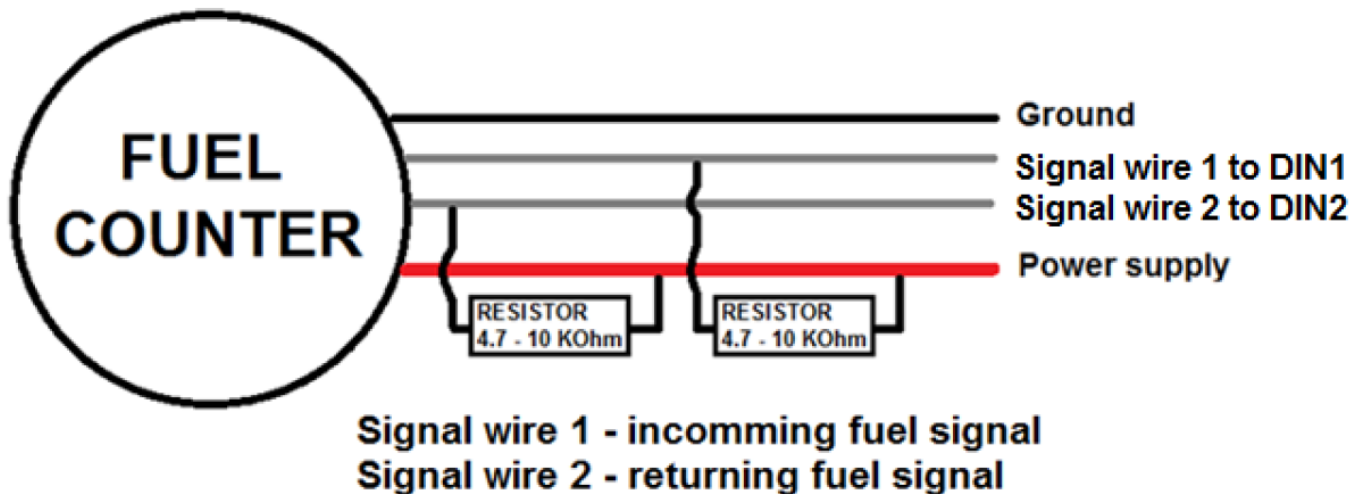 FUEL
COUNTER
Ground
Signal wire 1 to DIN1
Signal wire 2 to DIN2
Power supply
RESISTOR
4.7 - 10 KOhm
RESISTOR
4.7 - 10 KOhm
Signal wire 1 - incomming fuel signal
Signal wire 2 - returning fuel signal